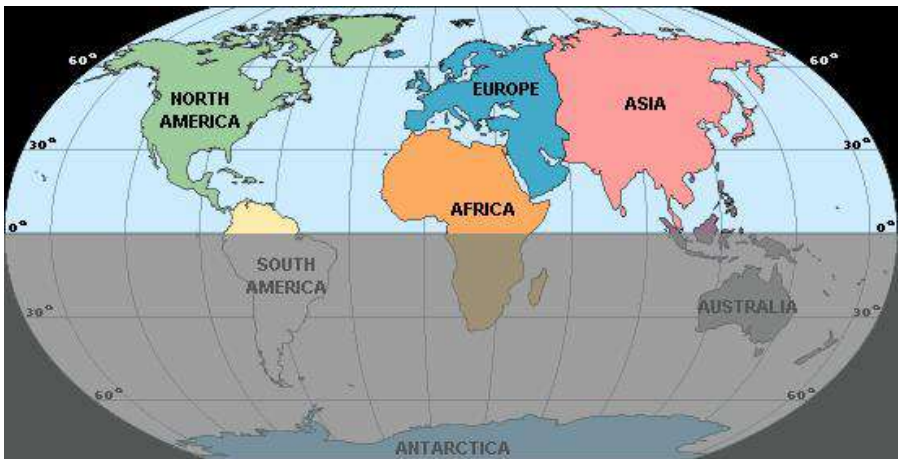 60°
60°
NORTH
AMERICA
EUROPE
ASIA
30°
30°
AFRICA
0°
0°
SOUTH
AMERICA
AUSTRALIA
30°
30°
60°
60°
ANTARCTICA